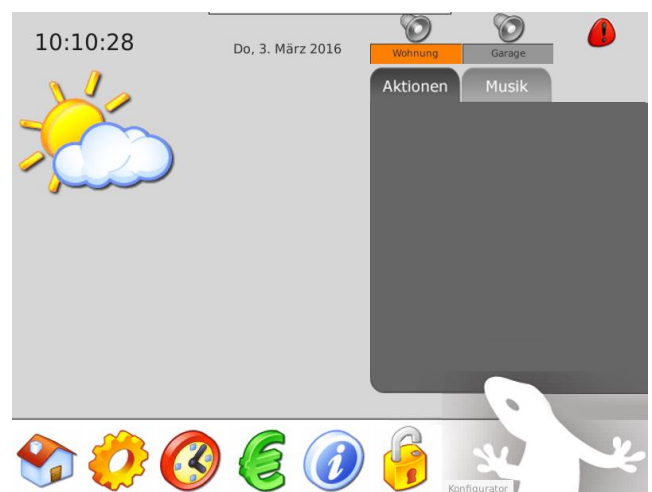 10:10:28
Do, 3. März 2016
Wohnung
Garage
Aktionen
Musik
Konfigurator